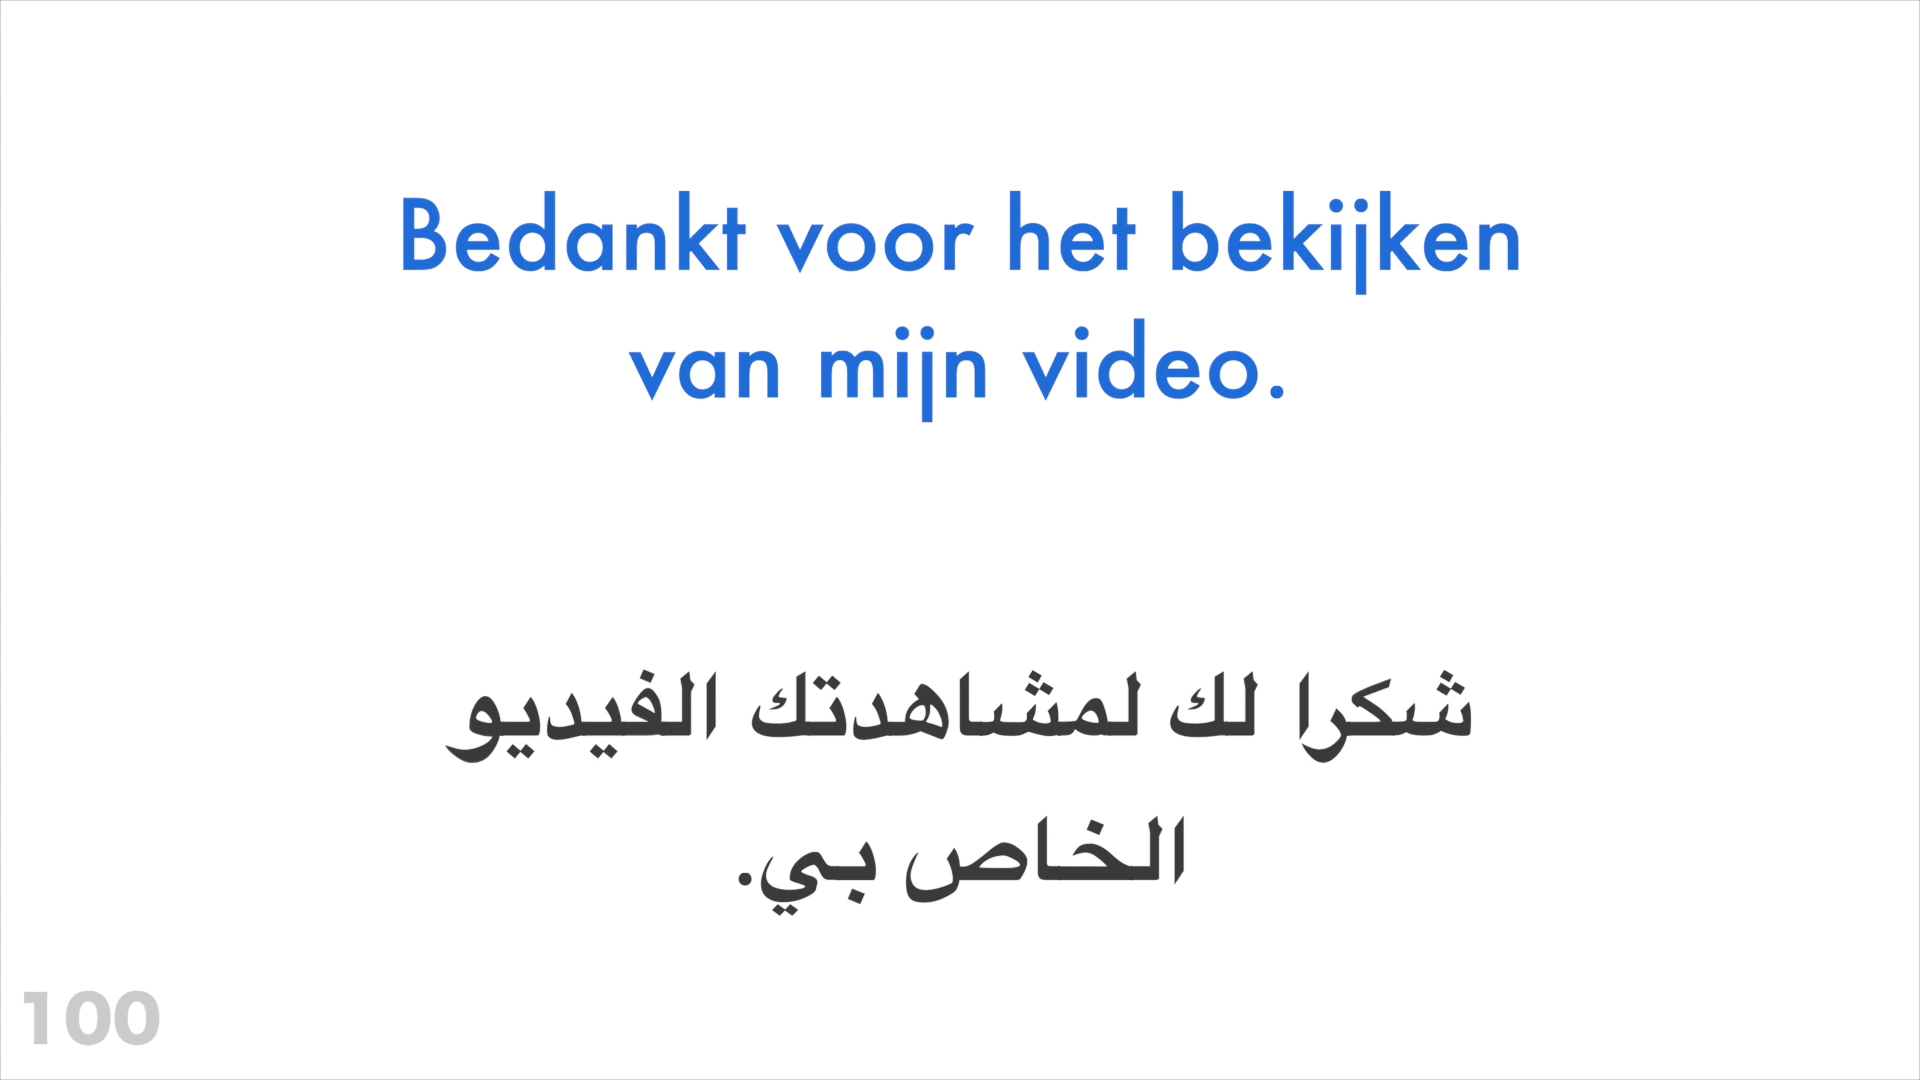 Bedankt voor het bekijken
van mijn video.
شكرا لك لمشاهدتك الفيديو
الخاص بي.
100